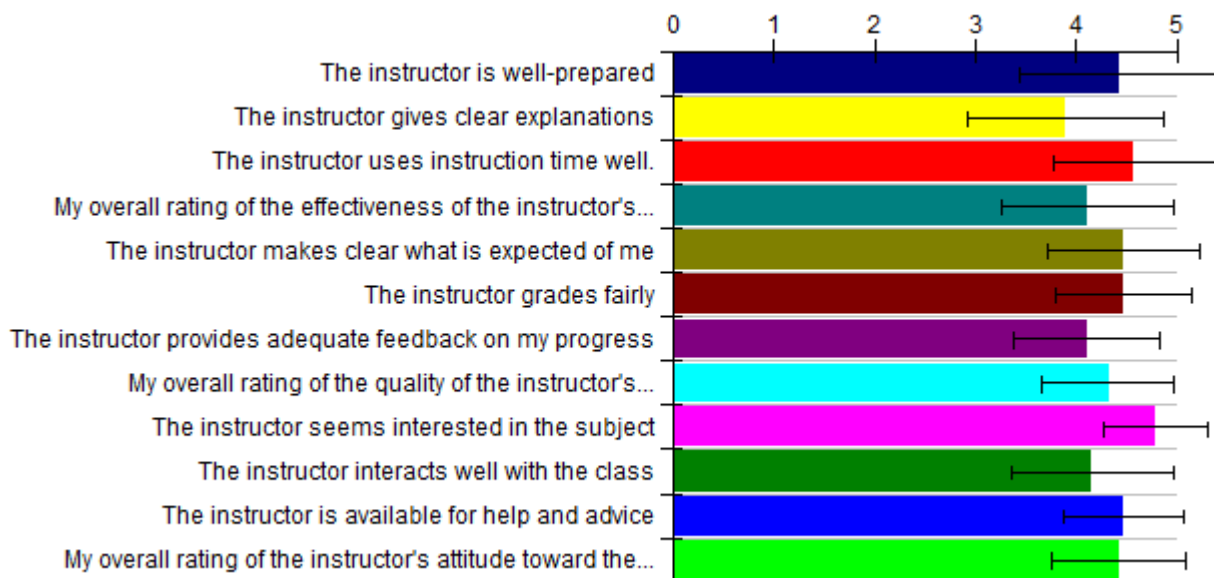 0 1 2 3 4 5
The instructor is well-prepared
The instructor gives clear explanations
The instructor uses instruction time well.
My overall rating of the effectiveness of the instructor's...
The instructor makes clear what is expected of me
The instructor grades fairly
The instructor provides adequate feedback on my progress
My overall rating of the quality of the instructor's...
The instructor seems interested in the subject
The instructor interacts well with the class
The instructor is available for help and advice
My overall rating of the instructor's attitude toward the...